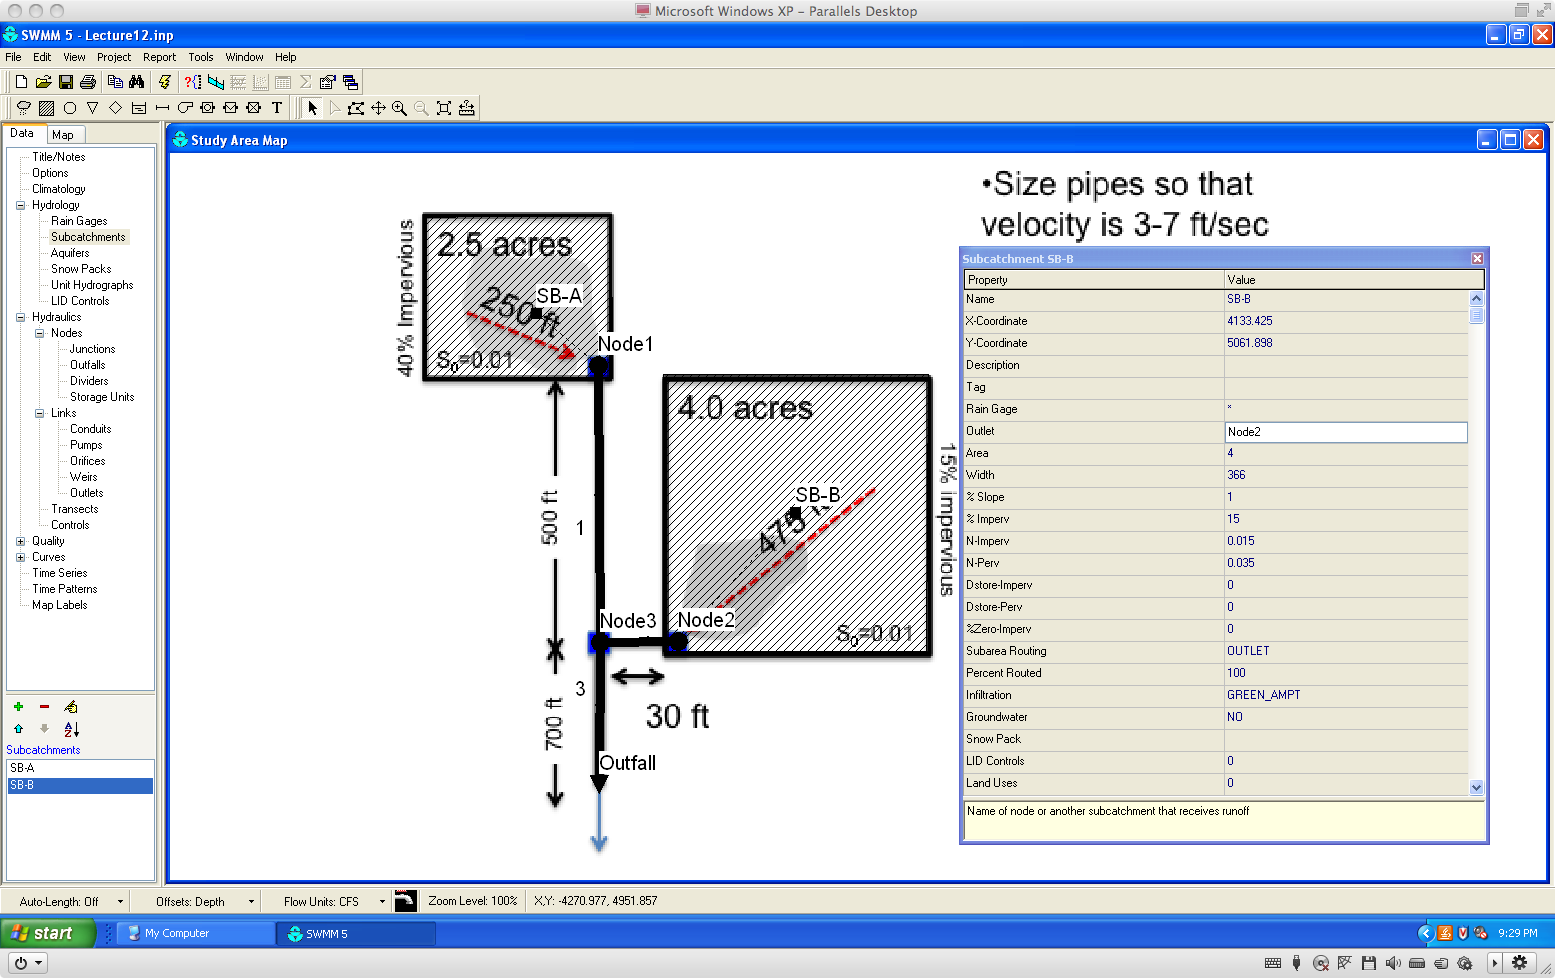 Microsoft Windows XP - Parallels Desktop
SWMM 5 - Lecture12.inp
File Edit View Project Report Tools Window Help
Data Map
Title/Notes
Options
Climatology
Hydrology
Rain Gages
Subcatchments
Aquifers
Snow Packs
Unit Hydrographs
LID Controls
Hydraulics
Nodes
Junctions
Outfalls
Dividers
Storage Units
Links
Conduits
Pumps
Orifices
Weirs
Outlets
Transects
Controls
Quality
Curves
Time Series
Time Patterns
Map Labels
Subcatchments
SB-A
SB-B
Study Area Map
•Size pipes so that
velocity is 3-7 ft/sec
40% Impervious
2.5 acres
250 ft
SB-A
S0=0.01
Node1
500 ft
1
4.0 acres
SB-B
475
15% impervious
S0=0.01
Node3
Node2
3
700 ft
30 ft
Outfall
Subcatchment SB-B
Property Value
Name SB-B
X-Coordinate 4133.425
Y-Coordinate 5061.898
Description
Tag
Rain Gage *
Outlet Node2
Area 4
Width 366
% Slope 1
% Imperv 15
N-Imperv 0.015
N-Perv 0.035
Dstore-Imperv 0
Dstore-Perv 0
%Zero-Imperv 0
Subarea Routing OUTLET
Percent Routed 100
Infiltration GREEN_AMPT
Groundwater NO
Snow Pack
LID Controls 0
Land Uses 0
Name of node or another subcatchment that receives runoff
Auto-Length: Off Offsets: Depth Flow Units: CFS Zoom Level: 100% X,Y: -4270.977, 4951.857
start My Computer SWMM 5 9:29 PM